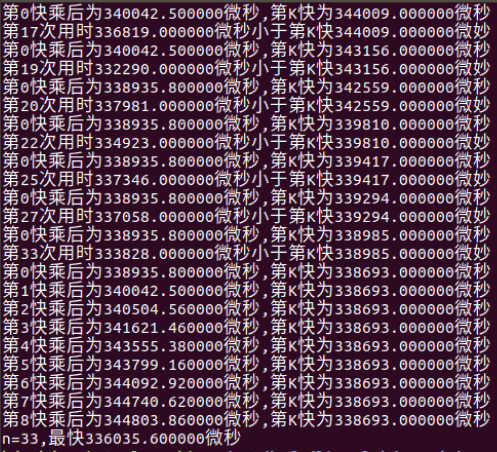 第0快乘后为340042.500000微秒,第K快为344009.000000微秒
第17次用时336819.000000微秒小于第K快344009.000000微妙
第0快乘后为340042.500000微秒,第K快为343156.000000微秒
第19次用时332290.000000微秒小于第K快343156.000000微妙
第0快乘后为338935.800000微秒,第K快为342559.000000微秒
第20次用时337981.000000微秒小于第K快342559.000000微妙
第0快乘后为338935.800000微秒,第K快为339810.000000微秒
第22次用时334923.000000微秒小于第K快339810.000000微妙
第0快乘后为338935.800000微秒,第K快为339417.000000微秒
第25次用时337346.000000微秒小于第K快339417.000000微妙
第0快乘后为338935.800000微秒,第K快为339294.000000微秒
第27次用时337058.000000微秒小于第K快339294.000000微妙
第0快乘后为338935.800000微秒,第K快为338985.000000微秒
第33次用时333828.000000微秒小于第K快338985.000000微妙
第0快乘后为338935.800000微秒,第K快为338693.000000微秒
第1快乘后为340042.500000微秒,第K快为338693.000000微秒
第2快乘后为340504.560000微秒,第K快为338693.000000微秒
第3快乘后为341621.460000微秒,第K快为338693.000000微秒
第4快乘后为343555.380000微秒,第K快为338693.000000微秒
第5快乘后为343799.160000微秒,第K快为338693.000000微秒
第6快乘后为344092.920000微秒,第K快为338693.000000微秒
第7快乘后为344740.620000微秒,第K快为338693.000000微秒
第8快乘后为344803.860000微秒,第K快为338693.000000微秒
n=33,最快336035.600000微秒